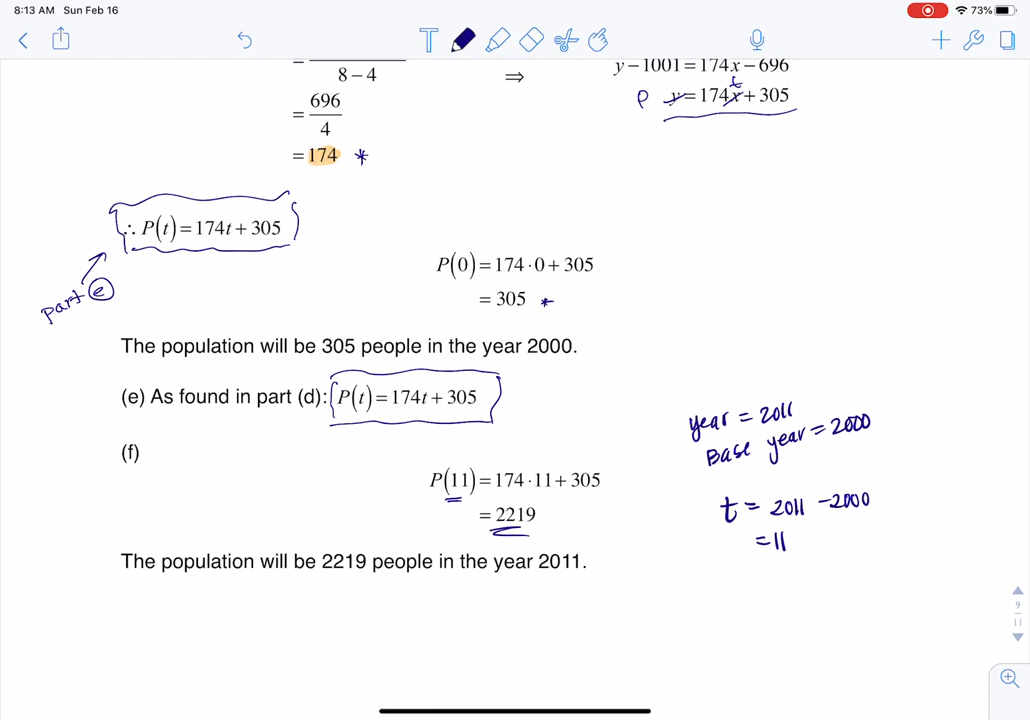 8:13 AM Sun Feb 16
73%
T
8 – 4
= 696
4
= 174 *
⇒
y – 1001 = 174x – 696
t
P y = 174x + 305
∴ P(t) = 174t + 305
part e
P(0) = 174 · 0 + 305
= 305 *
The population will be 305 people in the year 2000.
(e) As found in part (d): P(t) = 174t + 305
year = 2011
Base year = 2000
(f)
P(11) = 174 · 11 + 305
= 2219
t = 2011 – 2000
= 11
The population will be 2219 people in the year 2011.
9
11